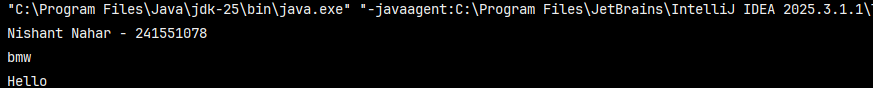 "C:\Program Files\Java\jdk-25\bin\java.exe" "-javaagent:C:\Program Files\JetBrains\IntelliJ IDEA 2025.3.1.1\
Nishant Nahar - 241551078
bmw
Hello